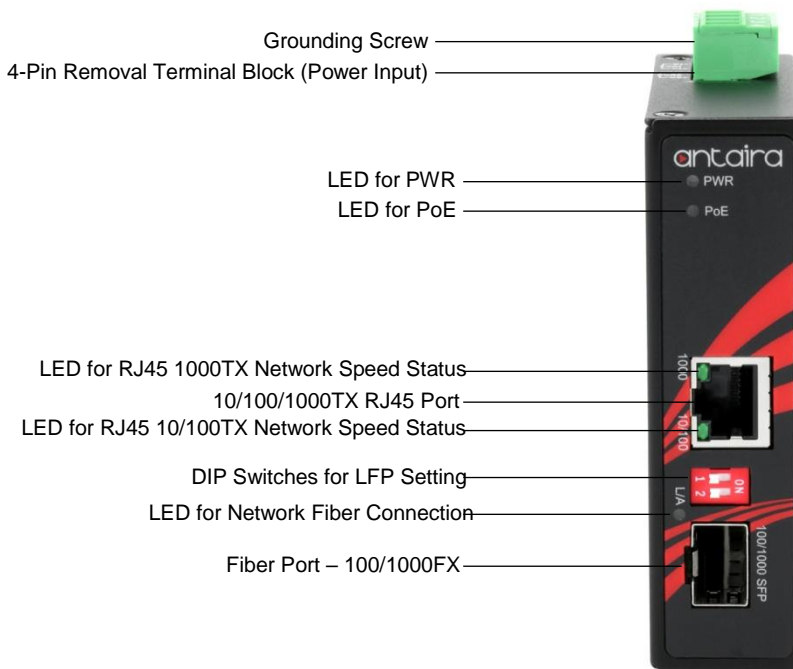 Grounding Screw
4-Pin Removal Terminal Block (Power Input)
antaira
LED for PWR
PWR
LED for PoE
PoE
LED for RJ45 1000TX Network Speed Status
1000
10/100/1000TX RJ45 Port
LED for RJ45 10/100TX Network Speed Status
10/100
DIP Switches for LFP Setting
ON
1 2
LED for Network Fiber Connection
L/A
Fiber Port – 100/1000FX
100/1000 SFP